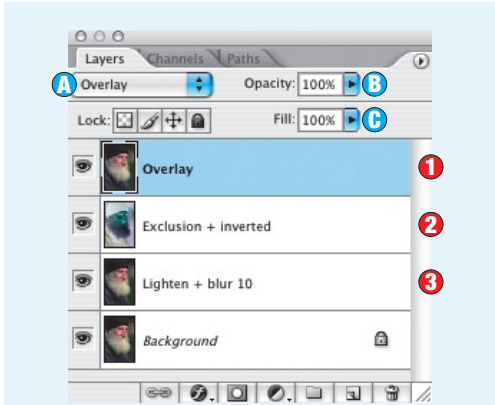 Layers Channels Paths
A Overlay Opacity: 100% B
Lock: Fill: 100% C
Overlay 1
Exclusion + inverted 2
Lighten + blur 10 3
Background